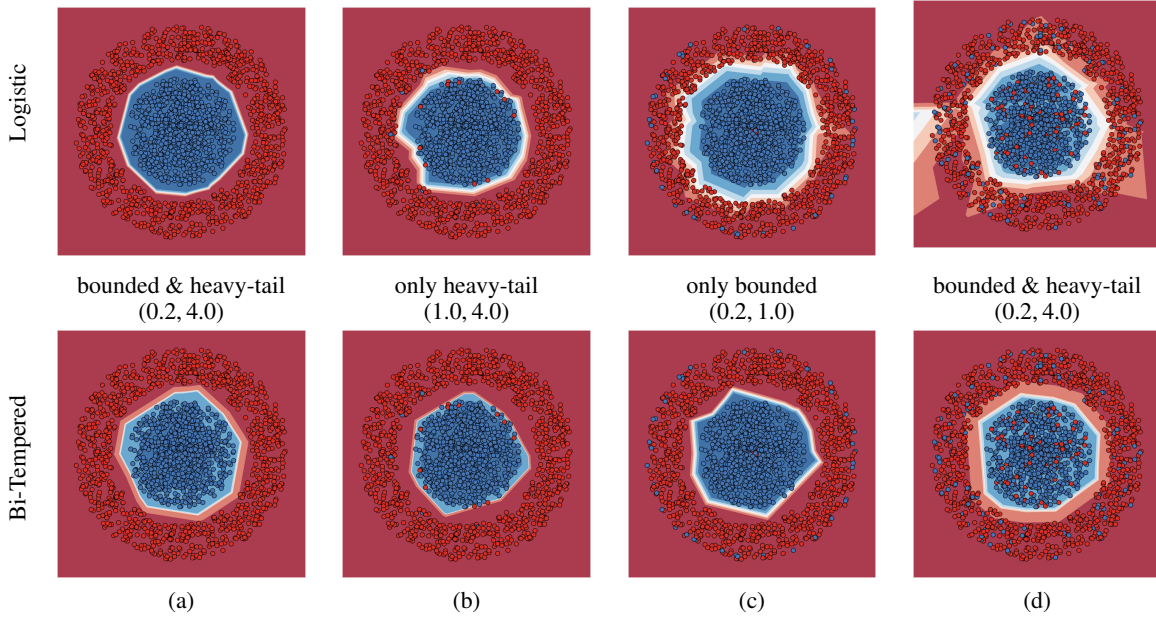 Logistic
bounded & heavy-tail
(0.2, 4.0)
only heavy-tail
(1.0, 4.0)
only bounded
(0.2, 1.0)
bounded & heavy-tail
(0.2, 4.0)
Bi-Tempered
(a)
(b)
(c)
(d)